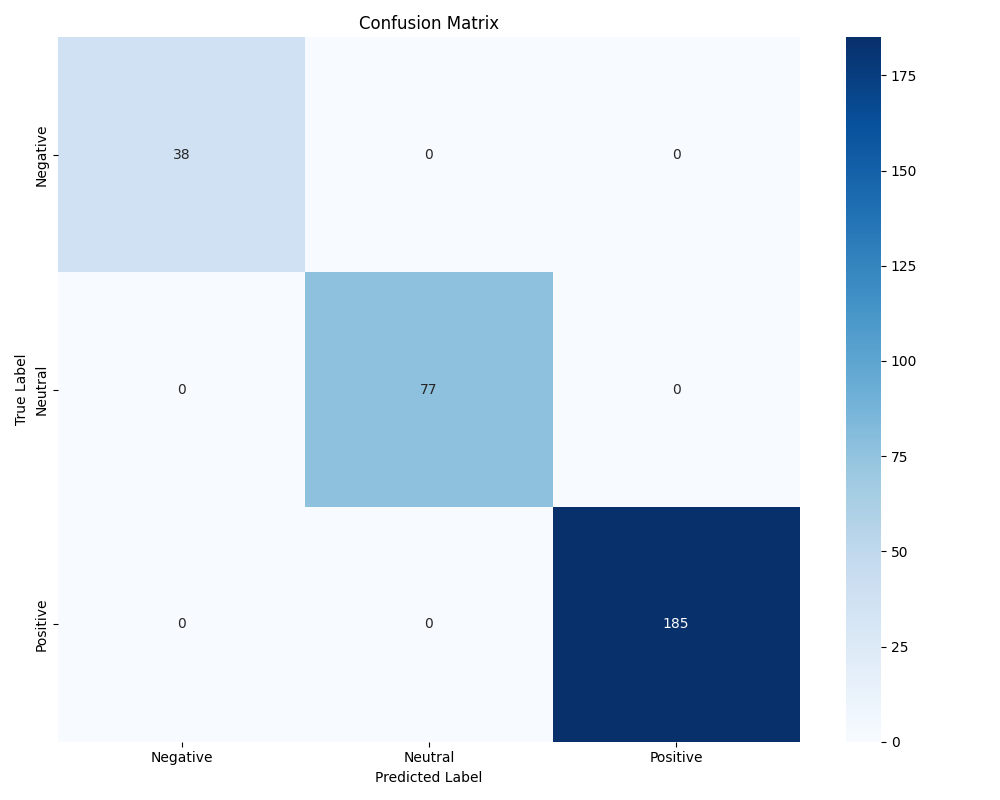 Confusion Matrix
True Label
Negative
38 0 0
Neutral
0 77 0
Positive
0 0 185
Negative Neutral Positive
Predicted Label
175
150
125
100
75
50
25
0